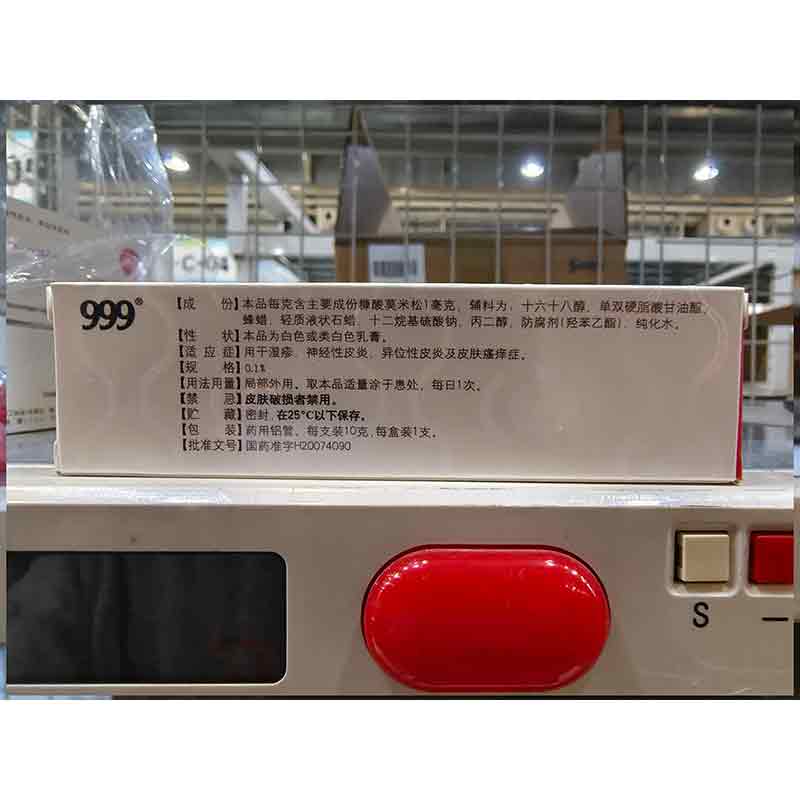 999®
【成 份】本品每克含主要成份糠酸莫米松1毫克，辅料为：十六十八醇，单双硬脂酸甘油酯，
蜂蜡，轻质液状石蜡，十二烷基硫酸钠，丙二醇，防腐剂(羟苯乙酯)，纯化水。
【性 状】本品为白色或类白色乳膏。
【适 应 症】用于湿疹、神经性皮炎、异位性皮炎及皮肤瘙痒症。
【规 格】0.1%
【用法用量】局部外用。取本品适量涂于患处，每日1次。
【禁 忌】皮肤破损者禁用。
【贮 藏】密封，在25°C以下保存。
【包 装】药用铝管。每支装10克，每盒装1支。
【批准文号】国药准字H20074090
C-04
S
—